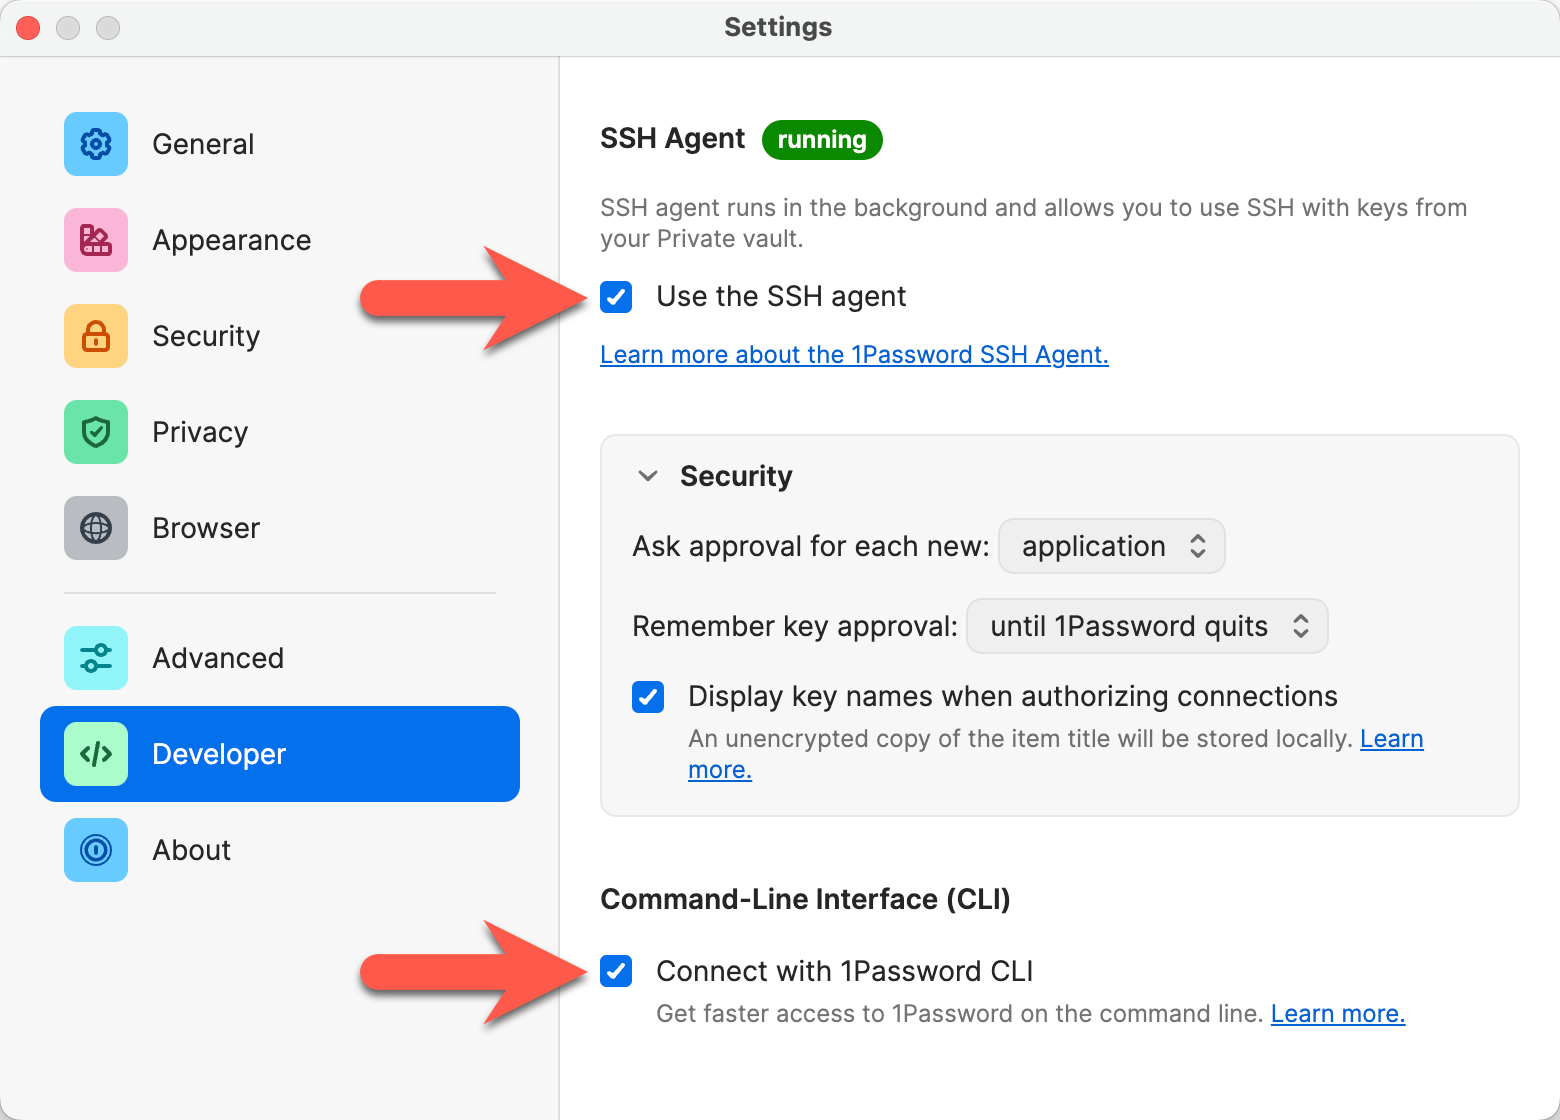 Settings
General
Appearance
Security
Privacy
Browser
Advanced
Developer
About
SSH Agent running
SSH agent runs in the background and allows you to use SSH with keys from
your Private vault.
Use the SSH agent
Learn more about the 1Password SSH Agent.
Security
Ask approval for each new: application
Remember key approval: until 1Password quits
Display key names when authorizing connections
An unencrypted copy of the item title will be stored locally. Learn
more.
Command-Line Interface (CLI)
Connect with 1Password CLI
Get faster access to 1Password on the command line. Learn more.